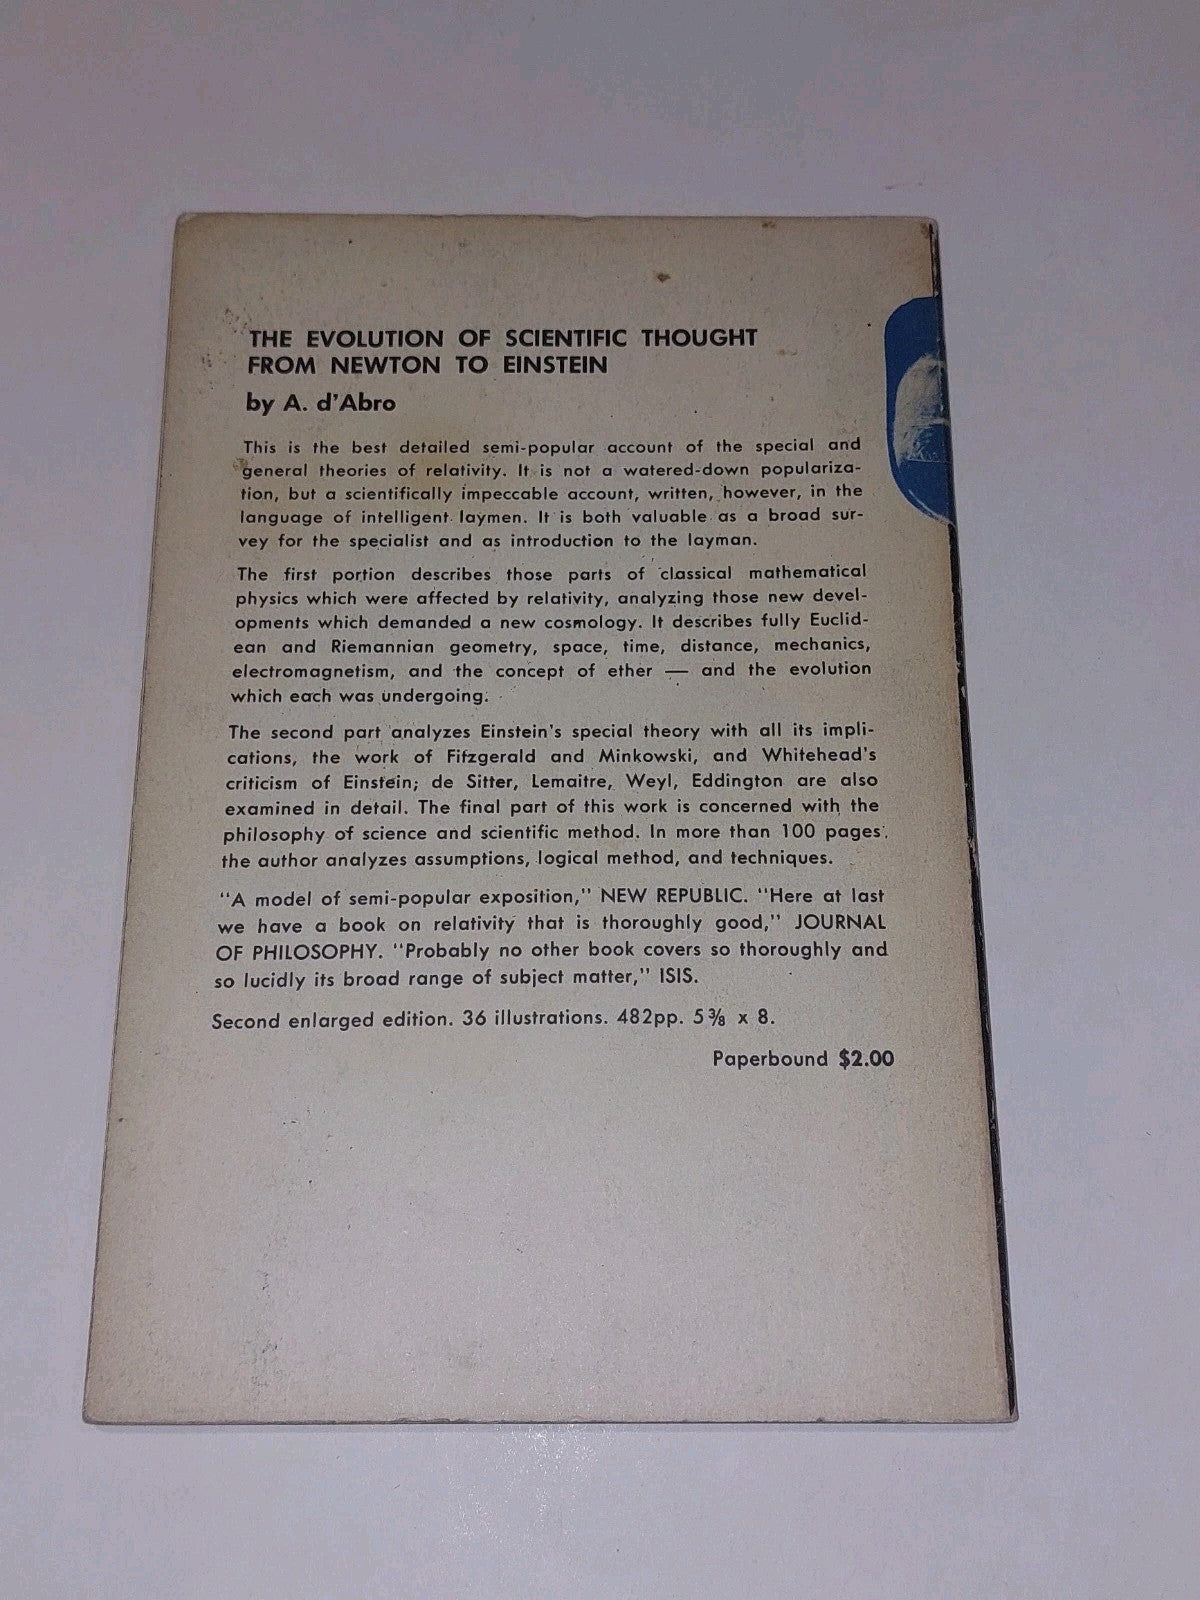 THE EVOLUTION OF SCIENTIFIC THOUGHT
FROM NEWTON TO EINSTEIN
by A. d'Abro
This is the best detailed semi-popular account of the special and
general theories of relativity. It is not a watered-down populariza-
tion, but a scientifically impeccable account, written, however, in the
language of intelligent laymen. It is both valuable as a broad sur-
vey for the specialist and as introduction to the layman.
The first portion describes those parts of classical mathematical
physics which were affected by relativity, analyzing those new devel-
opments which demanded a new cosmology. It describes fully Euclid-
ean and Riemannian geometry, space, time, distance, mechanics,
electromagnetism, and the concept of ether — and the evolution
which each was undergoing.
The second part analyzes Einstein's special theory with all its impli-
cations, the work of Fitzgerald and Minkowski, and Whitehead's
criticism of Einstein; de Sitter, Lemaitre, Weyl, Eddington are also
examined in detail. The final part of this work is concerned with the
philosophy of science and scientific method. In more than 100 pages
the author analyzes assumptions, logical method, and techniques.
"A model of semi-popular exposition," NEW REPUBLIC. "Here at last
we have a book on relativity that is thoroughly good," JOURNAL
OF PHILOSOPHY. "Probably no other book covers so thoroughly and
so lucidly its broad range of subject matter," ISIS.
Second enlarged edition. 36 illustrations. 482pp. 5⅜ x 8.
Paperbound $2.00